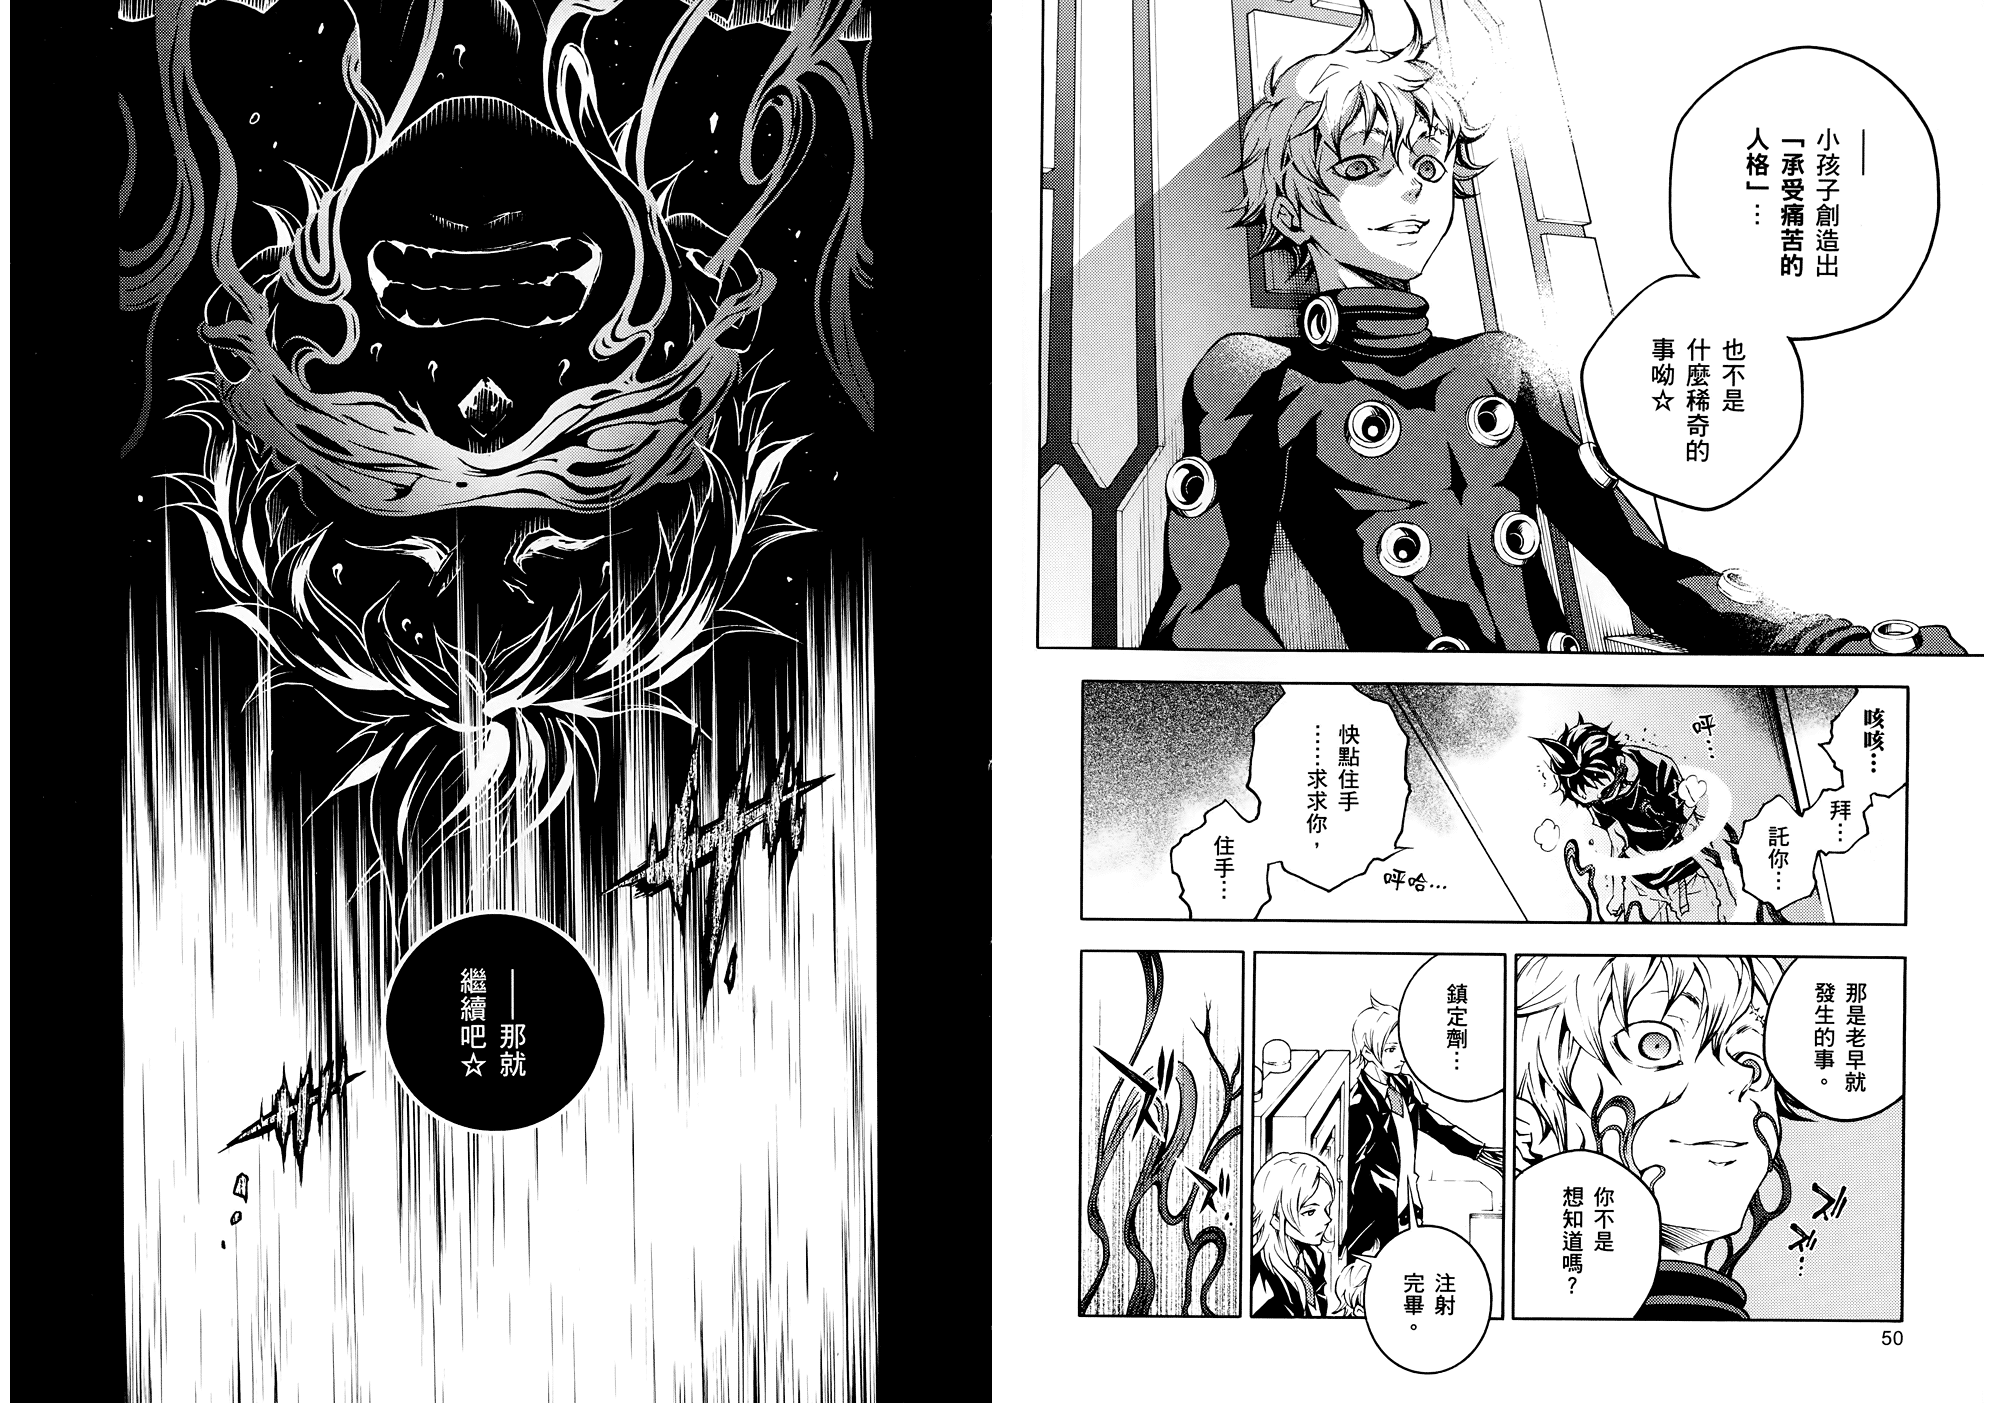 ——
小孩子創造出
「承受痛苦的
人格」…
也不是
什麼稀奇的
事呦☆
咳咳…
拜…
託你…
呼…
快點住手
……求求你，
住手…
呼哈…
那是老早就
發生的事。
你不是
想知道嗎？
ズ
ズ…
鎮定劑…
注射
完畢。
50
——那就
繼續吧☆